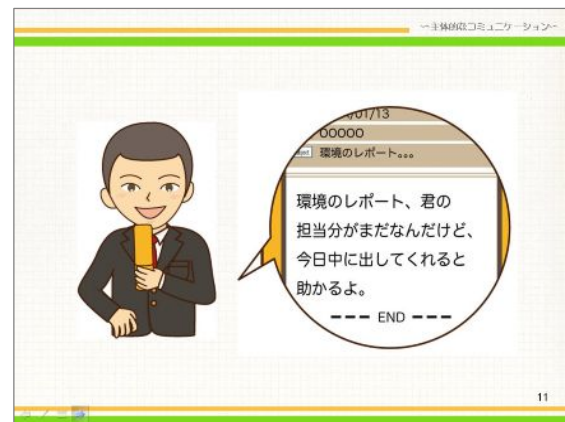 〜主体的なコミュニケーション〜
/01/13
OOOOO
環境のレポート。。。
環境のレポート、君の
担当分がまだなんだけど、
今日中に出してくれると
助かるよ。
−−− END −−−
11